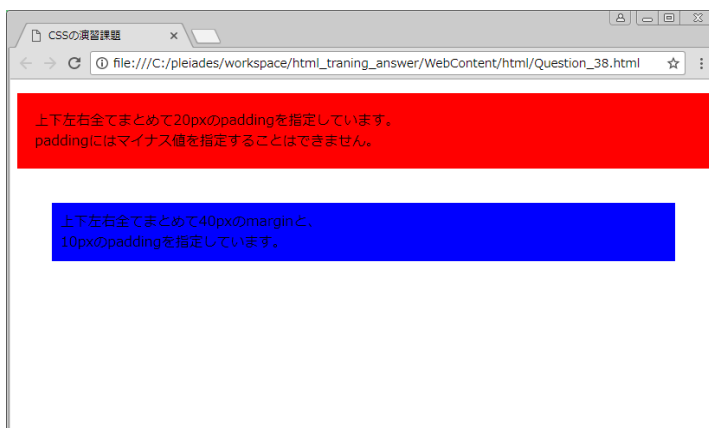 CSSの演習課題
file:///C:/pleiades/workspace/html_traning_answer/WebContent/html/Question_38.html
上下左右全てまとめて20pxのpaddingを指定しています。
paddingにはマイナス値を指定することはできません。
上下左右全てまとめて40pxのmarginと、
10pxのpaddingを指定しています。